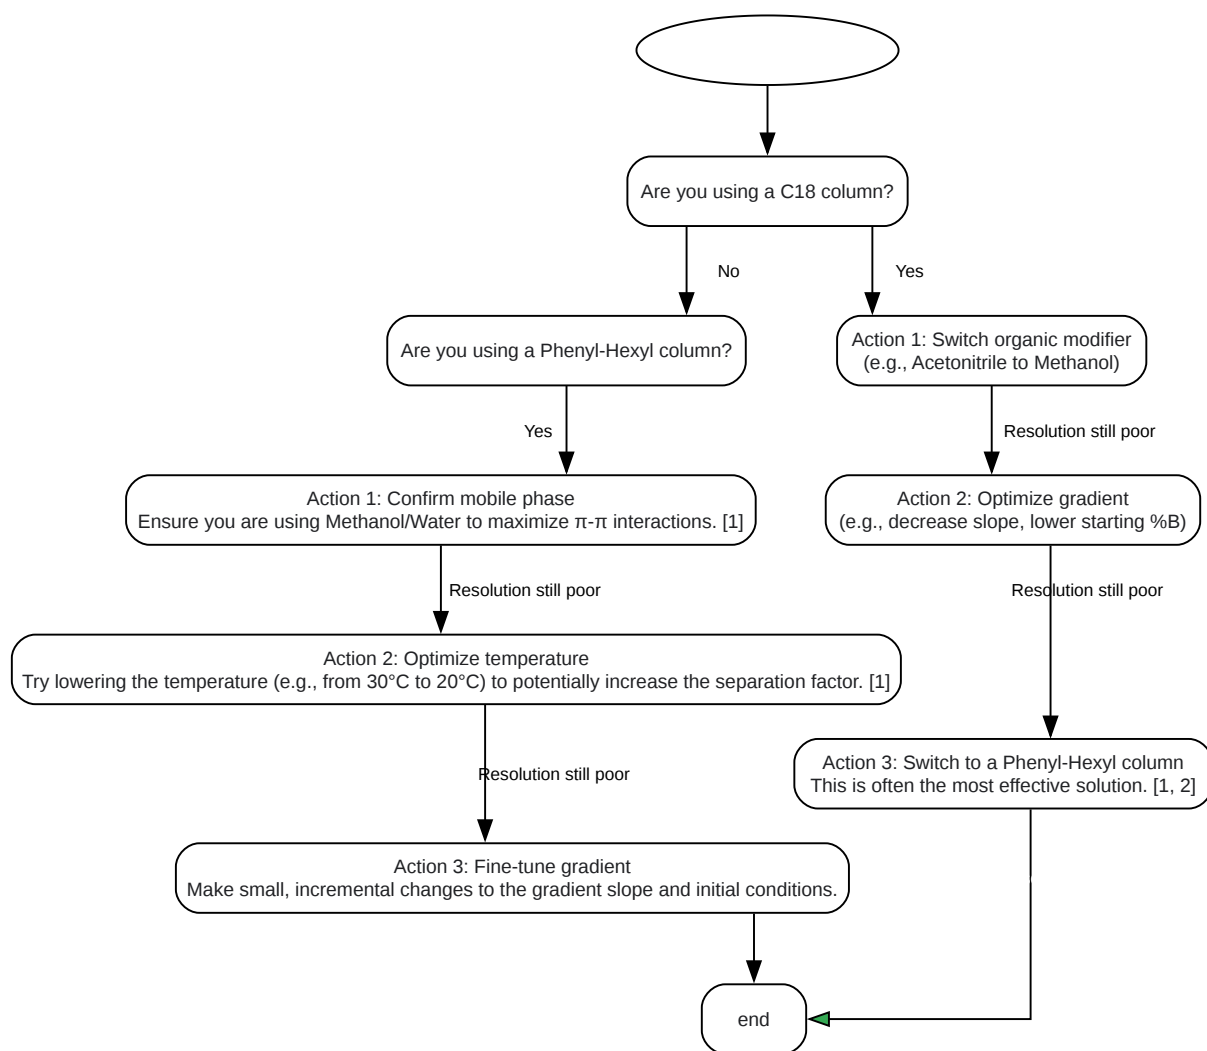 Are you using a C18 column?
No
Yes
Are you using a Phenyl-Hexyl column?
Action 1: Switch organic modifier
(e.g., Acetonitrile to Methanol)
Yes
Resolution still poor
Action 1: Confirm mobile phase
Ensure you are using Methanol/Water to maximize π-π interactions. [1]
Action 2: Optimize gradient
(e.g., decrease slope, lower starting %B)
Resolution still poor
Resolution still poor
Action 2: Optimize temperature
Try lowering the temperature (e.g., from 30°C to 20°C) to potentially increase the separation factor. [1]
Resolution still poor
Action 3: Switch to a Phenyl-Hexyl column
This is often the most effective solution. [1, 2]
Action 3: Fine-tune gradient
Make small, incremental changes to the gradient slope and initial conditions.
end